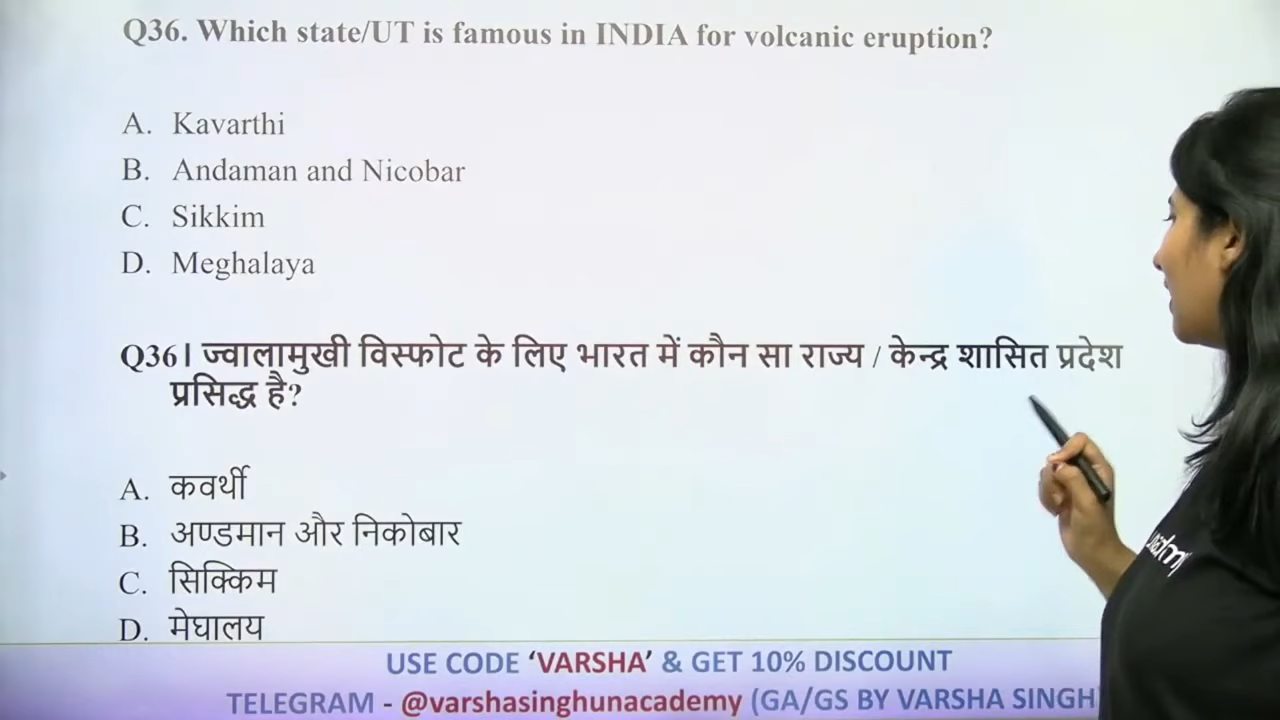 Q36. Which state/UT is famous in INDIA for volcanic eruption?
A. Kavarthi
B. Andaman and Nicobar
C. Sikkim
D. Meghalaya
Q36। ज्वालामुखी विस्फोट के लिए भारत में कौन सा राज्य / केन्द्र शासित प्रदेश
प्रसिद्ध है?
A. कवर्थी
B. अण्डमान और निकोबार
C. सिक्किम
D. मेघालय
USE CODE ‘VARSHA’ & GET 10% DISCOUNT
TELEGRAM - @varshasinghunacademy (GA/GS BY VARSHA SINGH